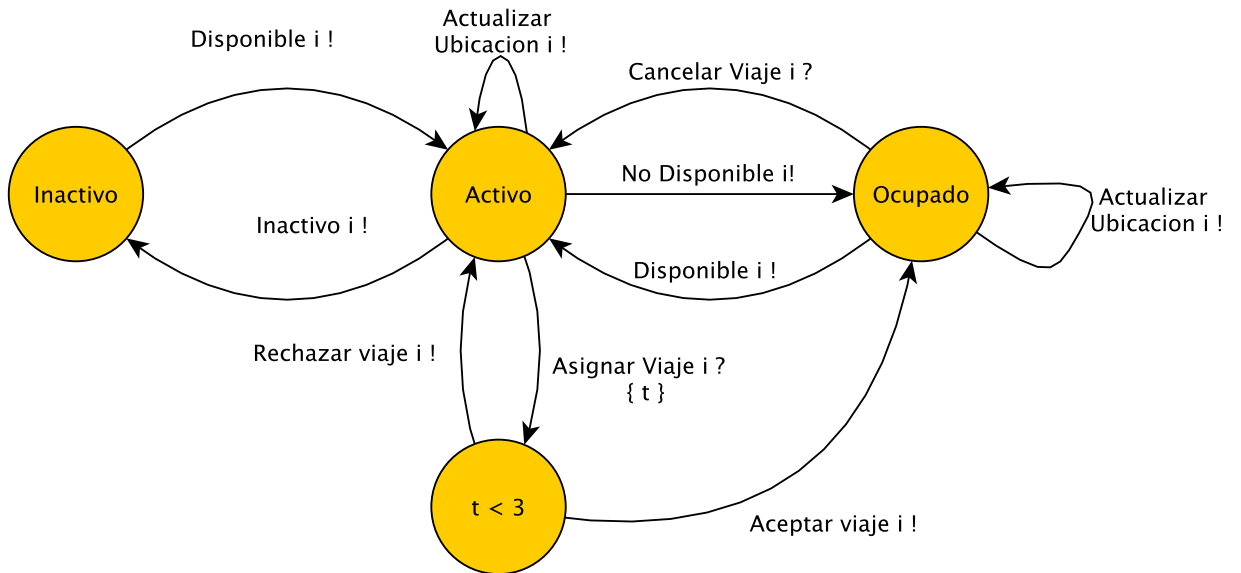 Actualizar
Ubicacion i !
Disponible i !
Cancelar Viaje i ?
No Disponible i!
Inactivo
Activo
Ocupado
Actualizar
Ubicacion i !
Inactivo i !
Disponible i !
Rechazar viaje i !
Asignar Viaje i ?
{ t }
t < 3
Aceptar viaje i !